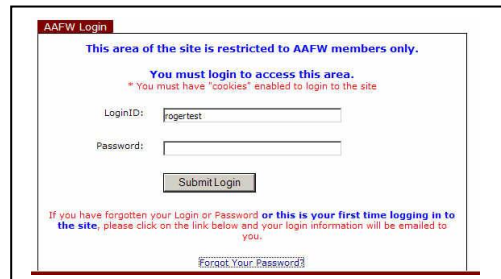 AAFW Login
This area of the site is restricted to AAFW members only.
You must login to access this area.
* You must have "cookies" enabled to login to the site
LoginID:
rogertest
Password:
Submit Login
If you have forgotten your Login or Password or this is your first time logging in to
the site, please click on the link below and your login information will be emailed to
you.
Forgot Your Password?